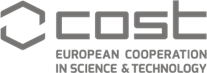 cost
EUROPEAN COOPERATION
IN SCIENCE & TECHNOLOGY